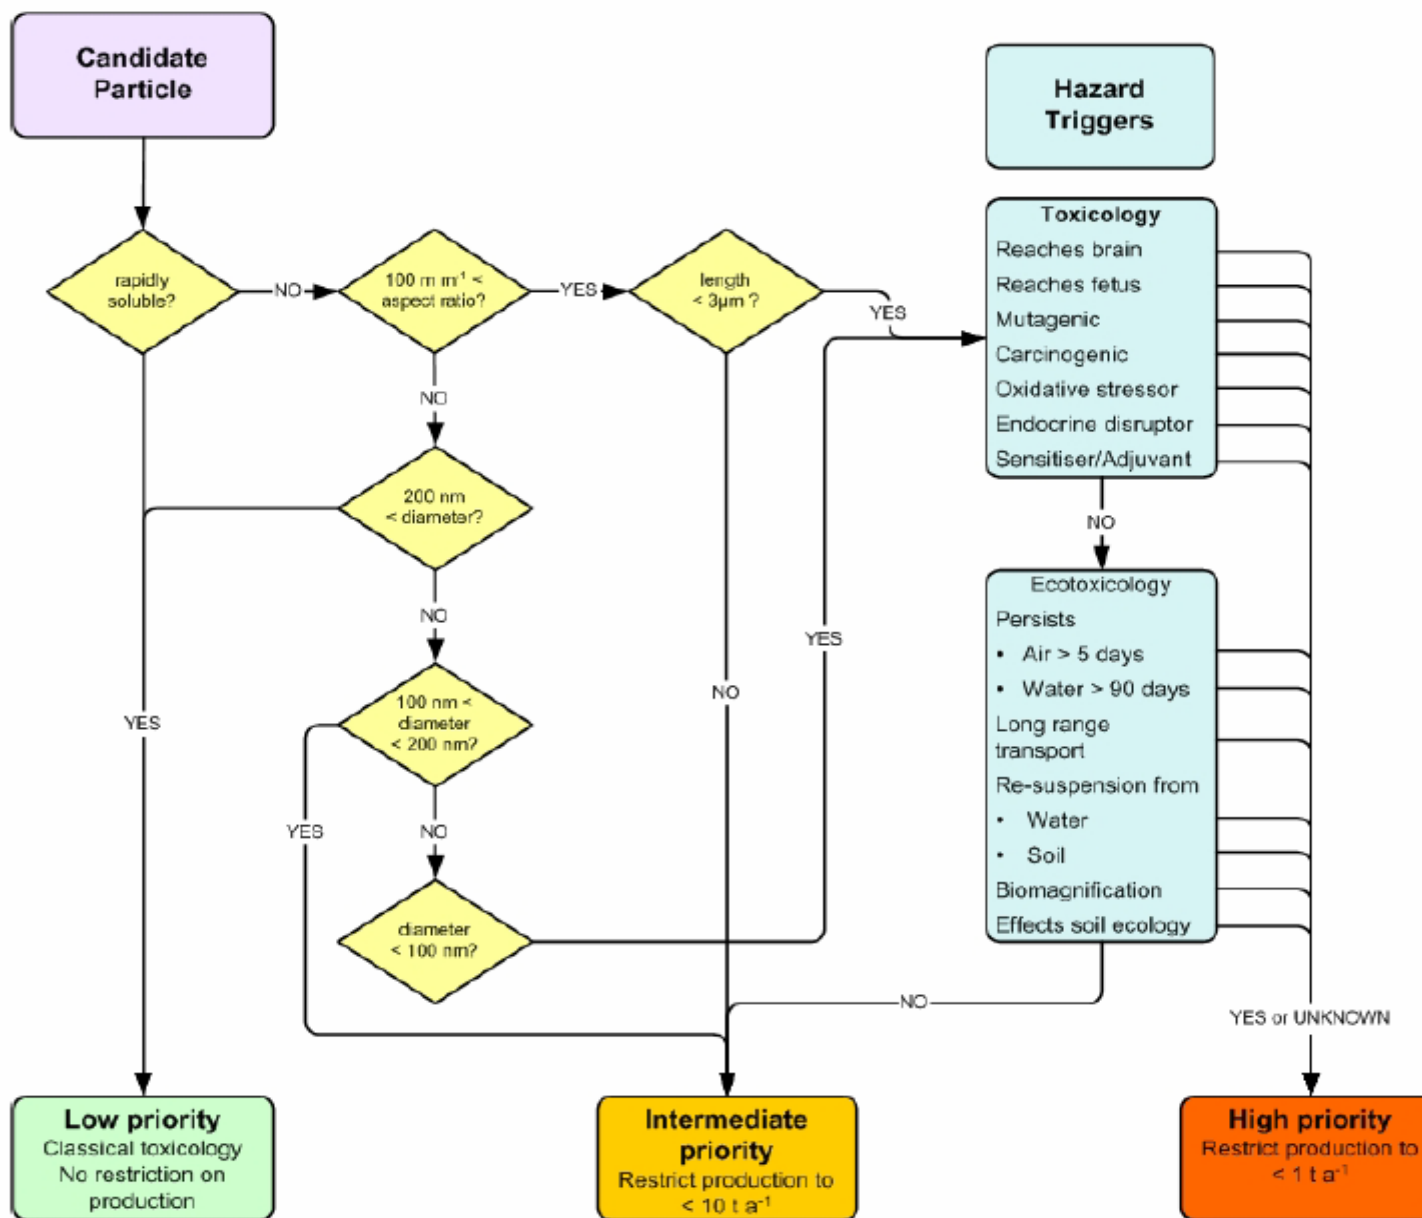 Candidate
Particle
Hazard
Triggers
rapidly
soluble?
NO
100 m m⁻¹ <
aspect ratio?
YES
length
< 3µm ?
YES
Toxicology
Reaches brain
Reaches fetus
Mutagenic
Carcinogenic
Oxidative stressor
Endocrine disruptor
Sensitiser/Adjuvant
NO
200 nm
< diameter?
NO
NO
Ecotoxicology
Persists
• Air > 5 days
• Water > 90 days
Long range
transport
Re-suspension from
• Water
• Soil
Biomagnification
Effects soil ecology
YES
NO
100 nm <
diameter
< 200 nm?
YES
YES
NO
diameter
< 100 nm?
NO
YES or UNKNOWN
Low priority
Classical toxicology
No restriction on
production
Intermediate
priority
Restrict production to
< 10 t a⁻¹
High priority
Restrict production to
< 1 t a⁻¹